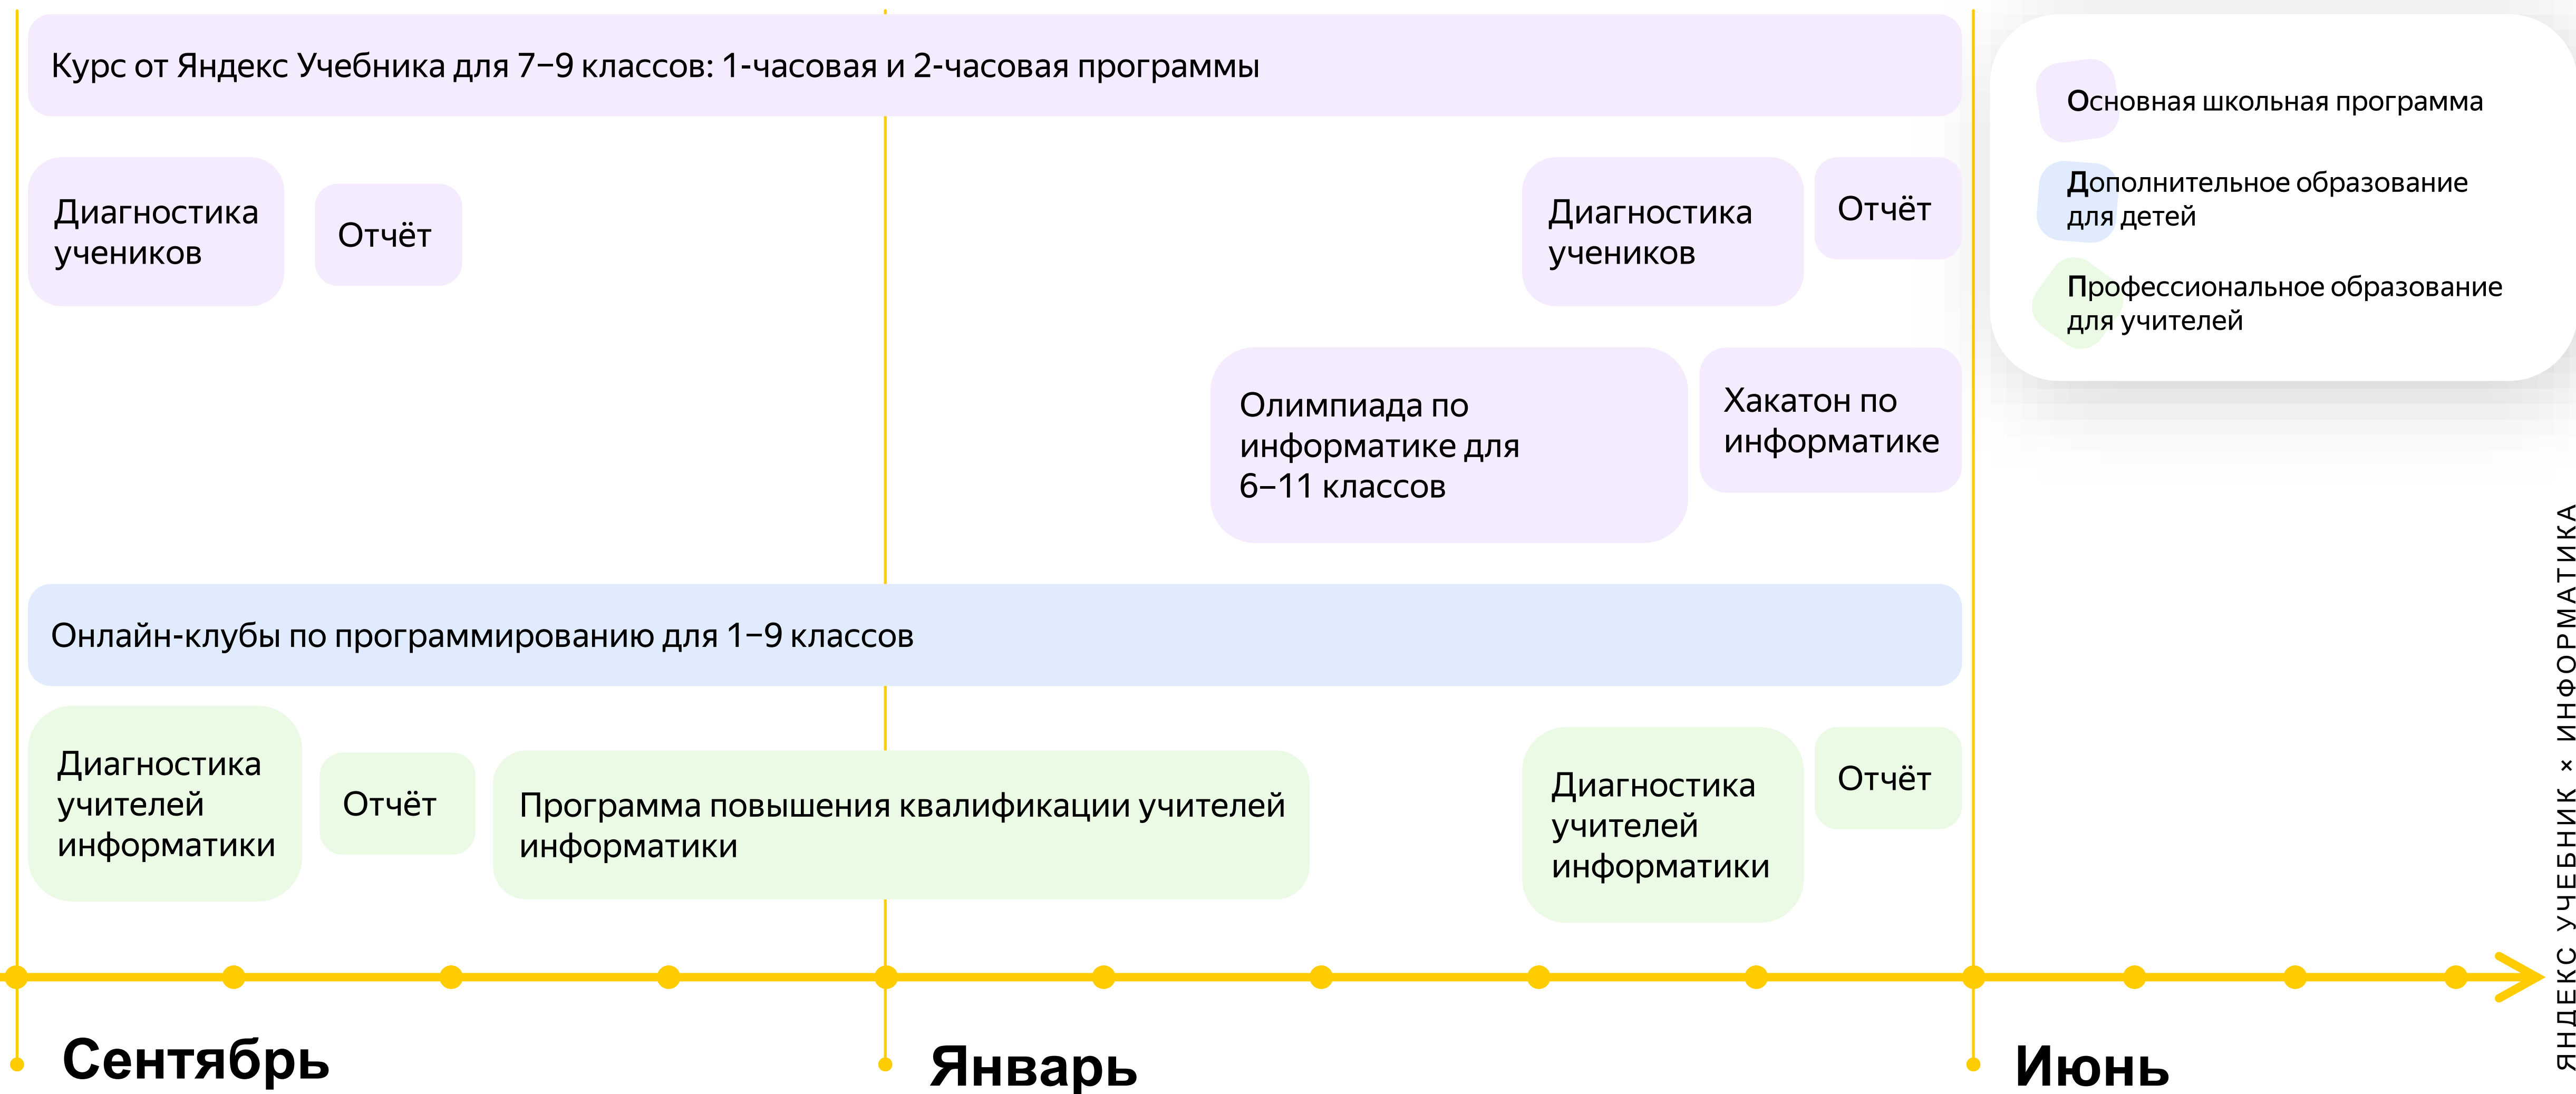 Курс от Яндекс Учебника для 7–9 классов: 1-часовая и 2-часовая программы
Основная школьная программа
Дополнительное образование
для детей
Профессиональное образование
для учителей
Диагностика
учеников
Отчёт
Диагностика
учеников
Отчёт
Олимпиада по
информатике для
6–11 классов
Хакатон по
информатике
Онлайн-клубы по программированию для 1–9 классов
Диагностика
учителей
информатики
Отчёт
Программа повышения квалификации учителей
информатики
Диагностика
учителей
информатики
Отчёт
Сентябрь
Январь
Июнь
ЯНДЕКС УЧЕБНИК × ИНФОРМАТИКА